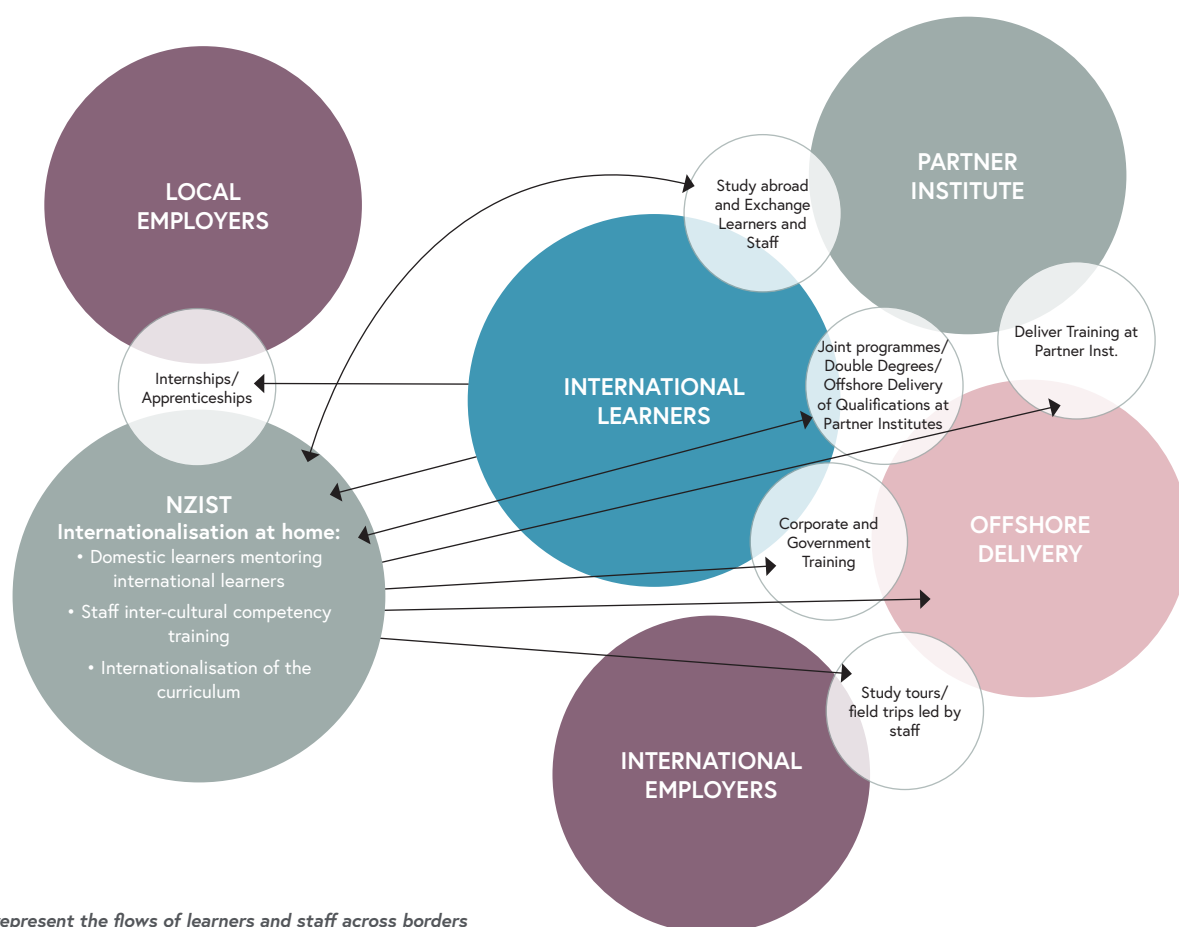 LOCAL
EMPLOYERS
PARTNER
INSTITUTE
Study abroad
and Exchange
Learners and
Staff
Deliver Training at
Partner Inst.
Internships/
Apprenticeships
INTERNATIONAL
LEARNERS
Joint programmes/
Double Degrees/
Offshore Delivery
of Qualifications at
Partner Institutes
NZIST
Internationalisation at home:
• Domestic learners mentoring
international learners
• Staff inter-cultural competency
training
• Internationalisation of the
curriculum
Corporate and
Government
Training
OFFSHORE
DELIVERY
Study tours/
field trips led by
staff
INTERNATIONAL
EMPLOYERS
the flows of learners and staff across borders